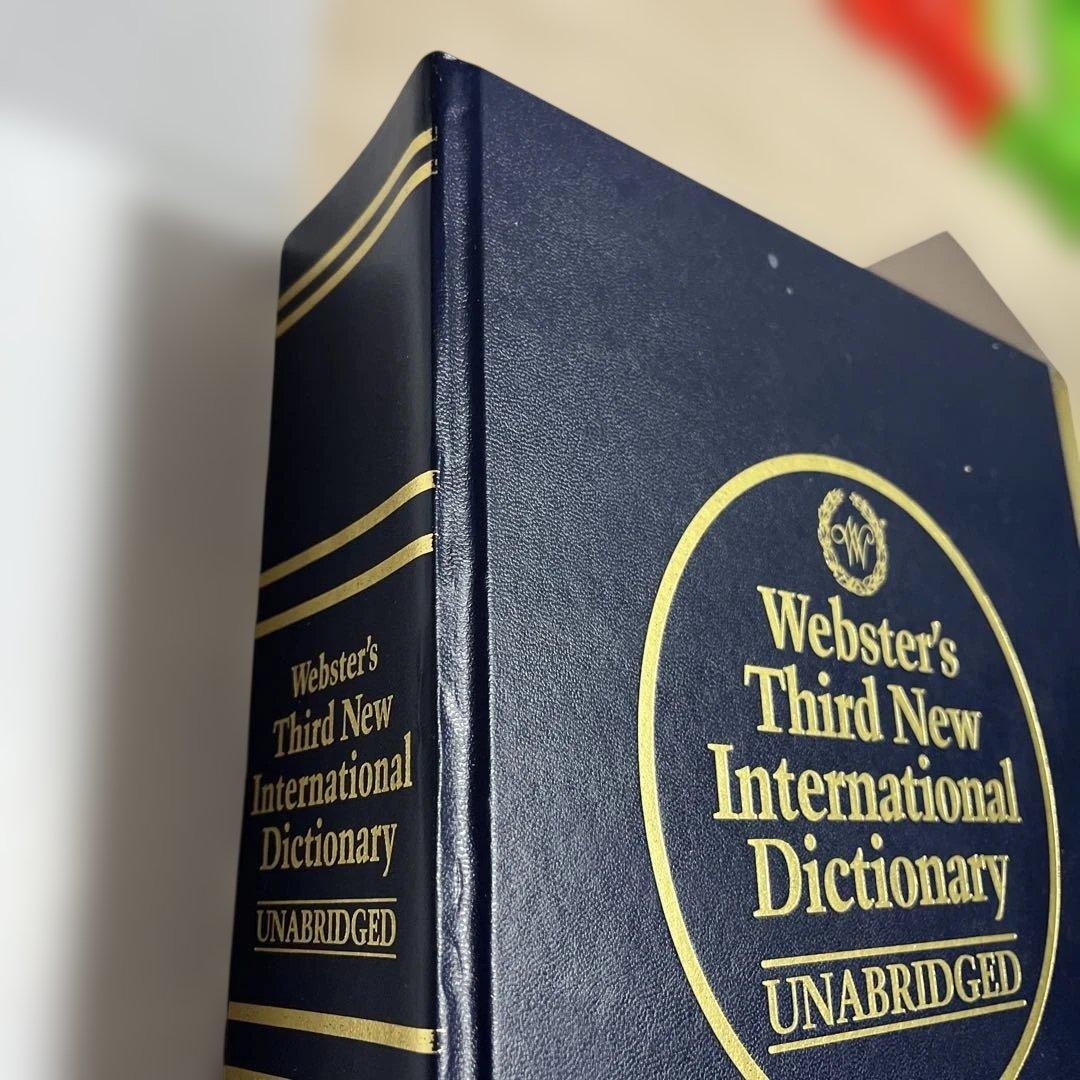 Webster's
Third New
International
Dictionary
UNABRIDGED
W
Webster's
Third New
International
Dictionary
UNABRIDGED